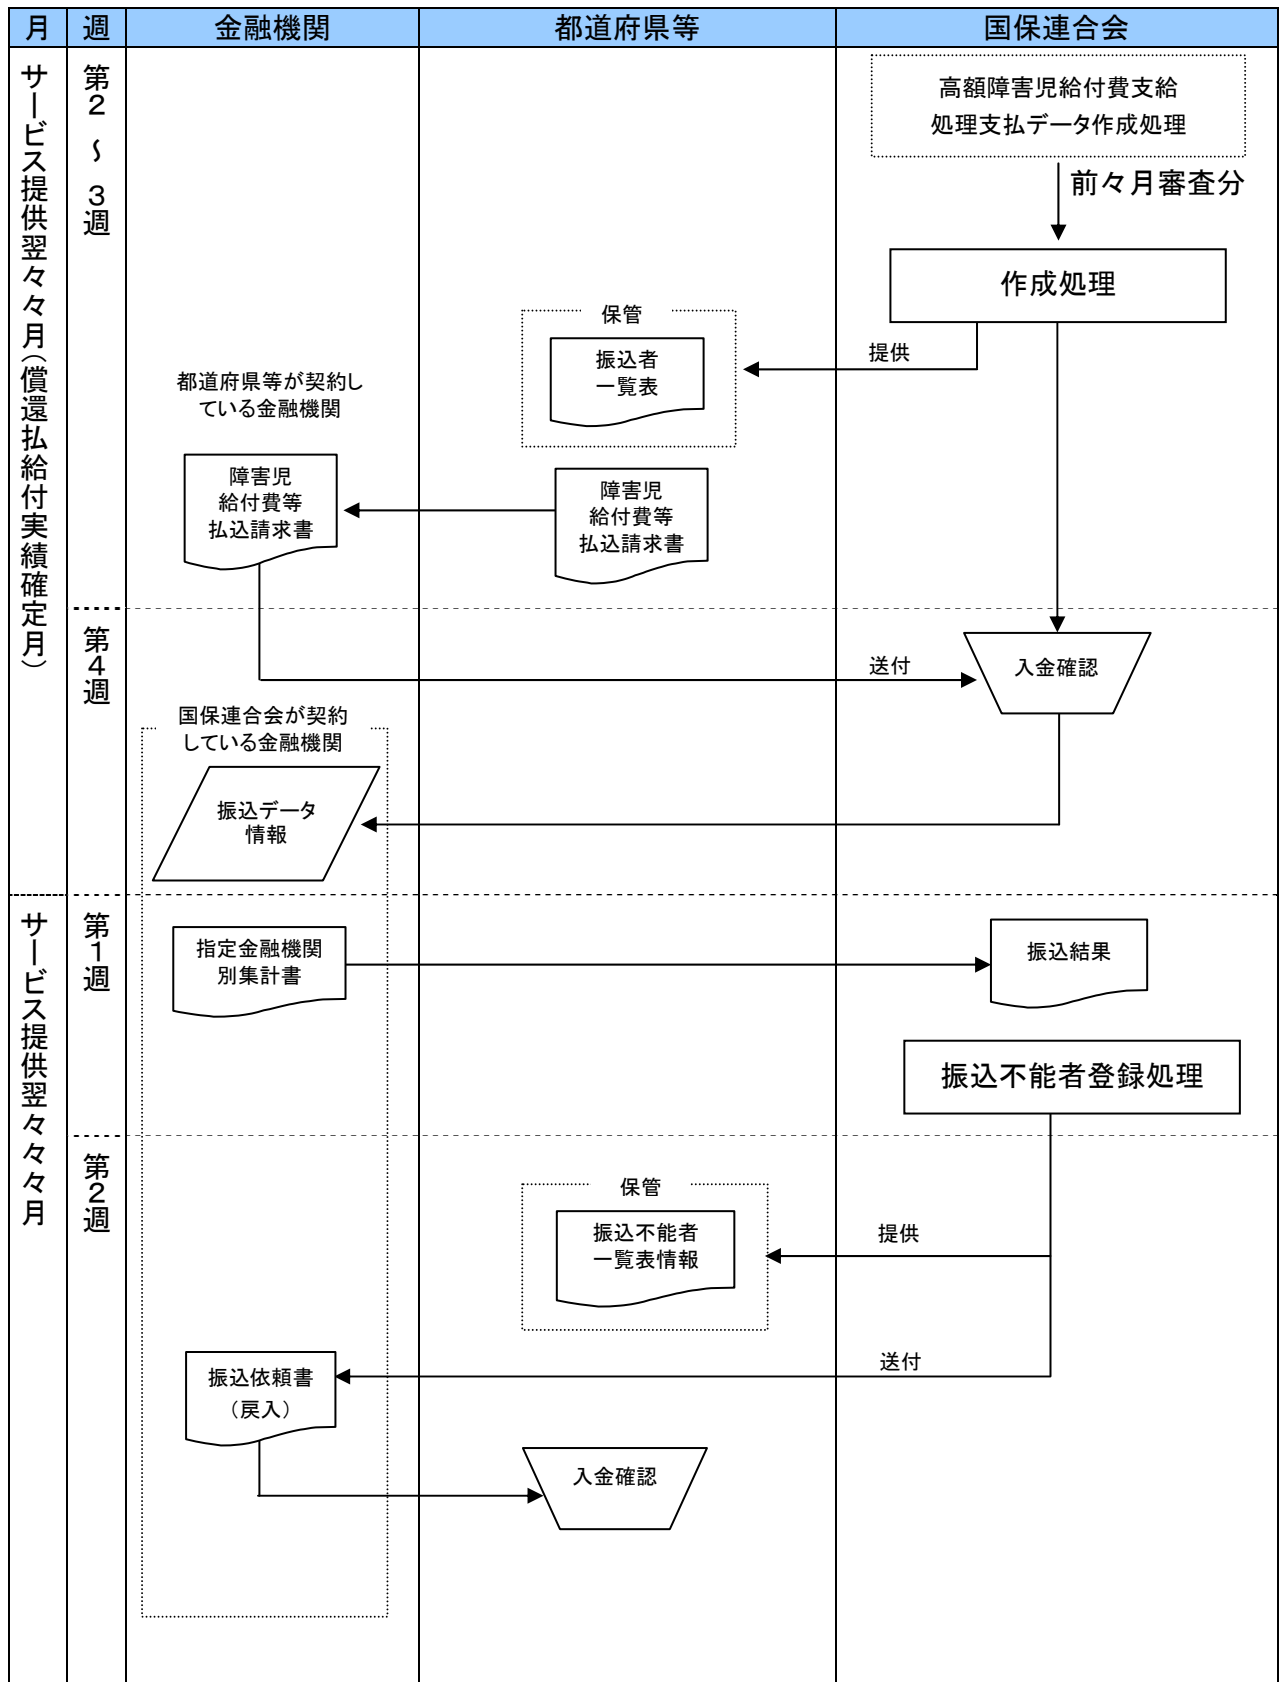 月
週
金融機関
都道府県等
国保連合会
サービス提供翌々々月（償還払給付実績確定月）
第2～3週
高額障害児給付費支給
処理支払データ作成処理
前々月審査分
作成処理
保管
提供
振込者
一覧表
都道府県等が契約し
ている金融機関
障害児
給付費等
払込請求書
障害児
給付費等
払込請求書
第4週
送付
入金確認
国保連合会が契約
している金融機関
振込データ
情報
サービス提供翌々々々月
第1週
指定金融機関
別集計書
振込結果
振込不能者登録処理
第2週
保管
振込不能者
一覧表情報
提供
送付
振込依頼書
（戻入）
入金確認